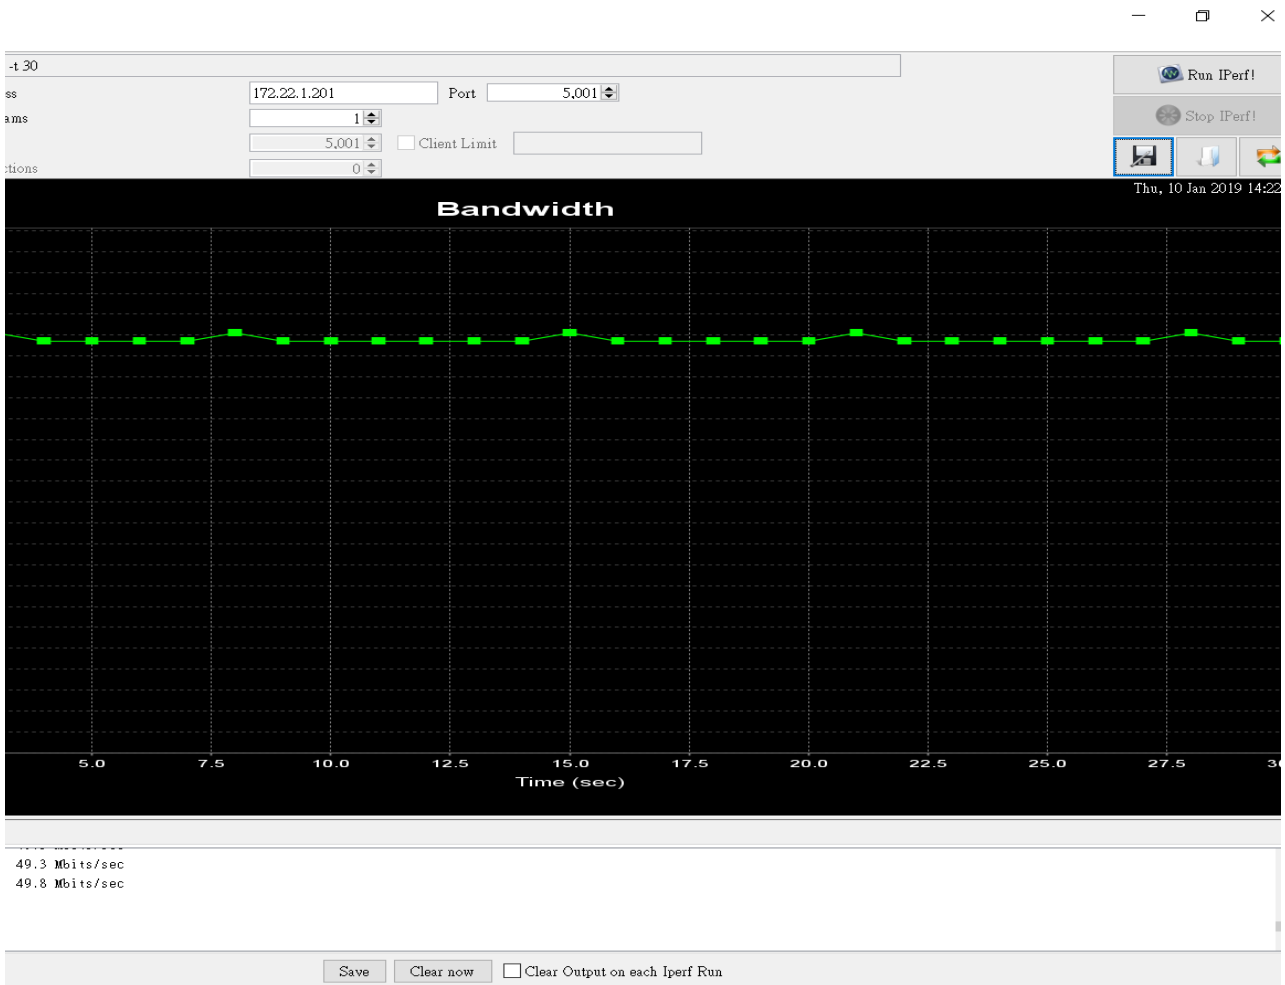 -t 30
Run IPerf!
ss 172.22.1.201 Port 5,001
ams 1
Stop IPerf!
5,001 Client Limit
ctions 0
Thu, 10 Jan 2019 14:22
Bandwidth
5.0 7.5 10.0 12.5 15.0 17.5 20.0 22.5 25.0 27.5 30
Time (sec)
49.3 Mbits/sec
49.8 Mbits/sec
Save Clear now Clear Output on each Iperf Run